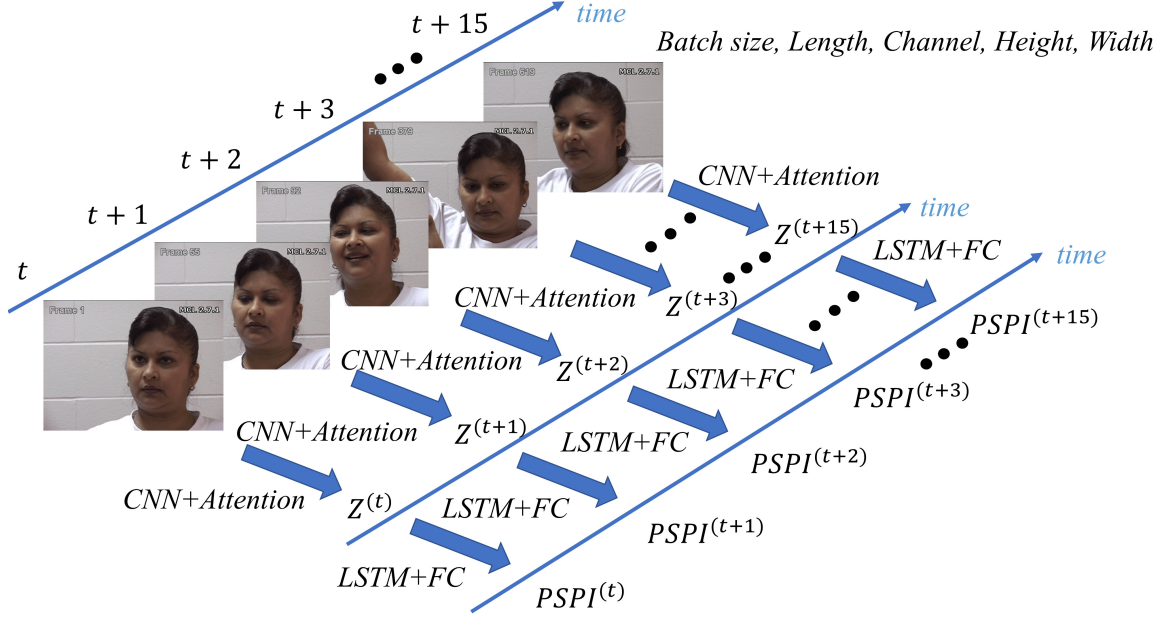 t + 15
time
Batch size, Length, Channel, Height, Width
t + 3
t + 2
t + 1
t
Frame 613 MCL 2.7.1
Frame 379 MCL 2.7.1
Frame 92 MCL 2.7.1
Frame 55 MCL 2.7.1
Frame 1 MCL 2.7.1
CNN+Attention
Z^(t+15)
time
CNN+Attention
Z^(t+3)
CNN+Attention
Z^(t+2)
CNN+Attention
Z^(t+1)
CNN+Attention
Z^(t)
LSTM+FC
time
PSPI^(t+15)
LSTM+FC
PSPI^(t+3)
LSTM+FC
PSPI^(t+2)
LSTM+FC
PSPI^(t+1)
LSTM+FC
PSPI^(t)